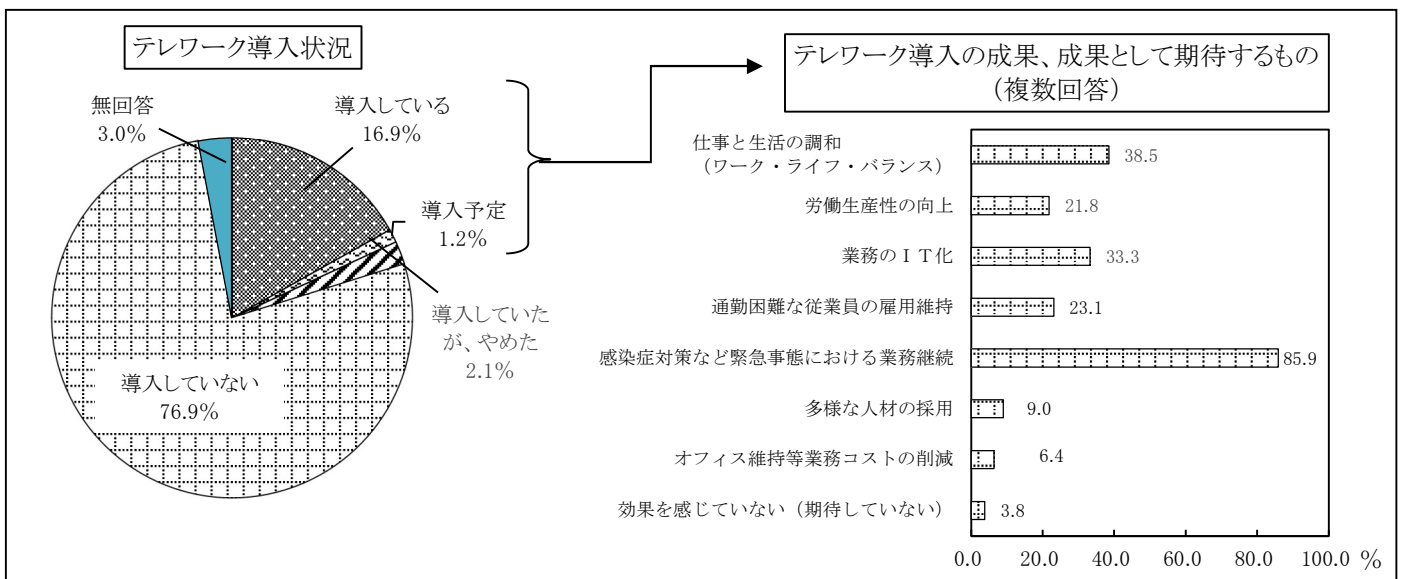 テレワーク導入状況
無回答
3.0%
導入している
16.9%
導入予定
1.2%
導入していた
が、やめた
2.1%
導入していない
76.9%
テレワーク導入の成果、成果として期待するもの
（複数回答）
仕事と生活の調和
（ワーク・ライフ・バランス）
38.5
労働生産性の向上
21.8
業務のＩＴ化
33.3
通勤困難な従業員の雇用維持
23.1
感染症対策など緊急事態における業務継続
85.9
多様な人材の採用
9.0
オフィス維持等業務コストの削減
6.4
効果を感じていない（期待していない）
3.8
0.0 20.0 40.0 60.0 80.0 100.0 %